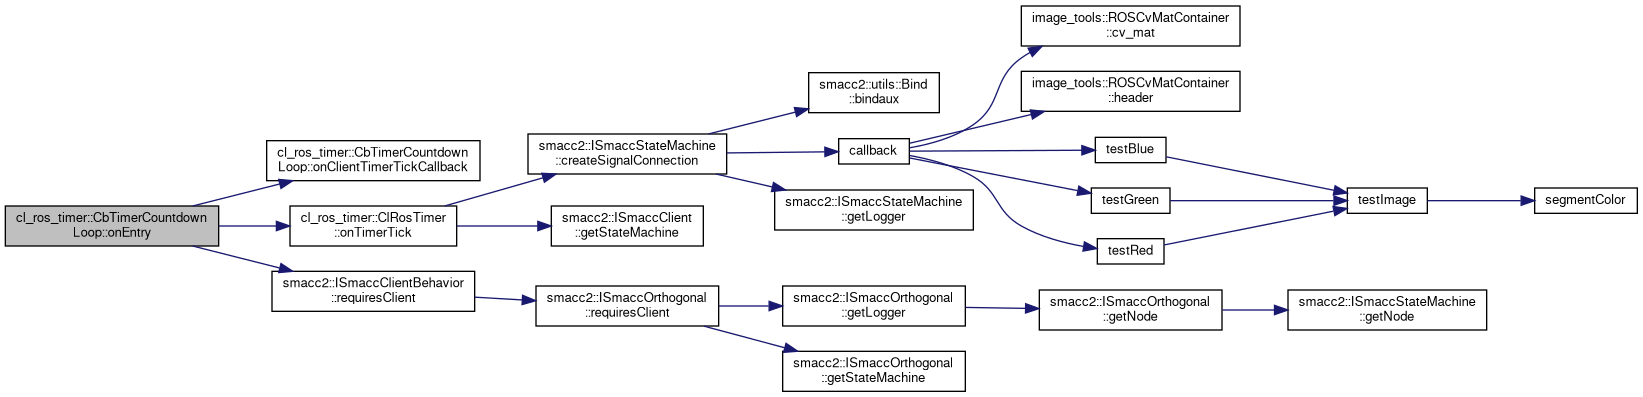 cl_ros_timer::CbTimerCountdown
Loop::onEntry
cl_ros_timer::CbTimerCountdown
Loop::onClientTimerTickCallback
cl_ros_timer::ClRosTimer
::onTimerTick
smacc2::ISmaccClientBehavior
::requiresClient
smacc2::ISmaccStateMachine
::createSignalConnection
smacc2::ISmaccClient
::getStateMachine
smacc2::ISmaccOrthogonal
::requiresClient
smacc2::utils::Bind
::bindaux
callback
smacc2::ISmaccStateMachine
::getLogger
smacc2::ISmaccOrthogonal
::getLogger
smacc2::ISmaccOrthogonal
::getStateMachine
image_tools::ROSCvMatContainer
::cv_mat
image_tools::ROSCvMatContainer
::header
testBlue
testGreen
testRed
smacc2::ISmaccOrthogonal
::getNode
testImage
smacc2::ISmaccStateMachine
::getNode
segmentColor